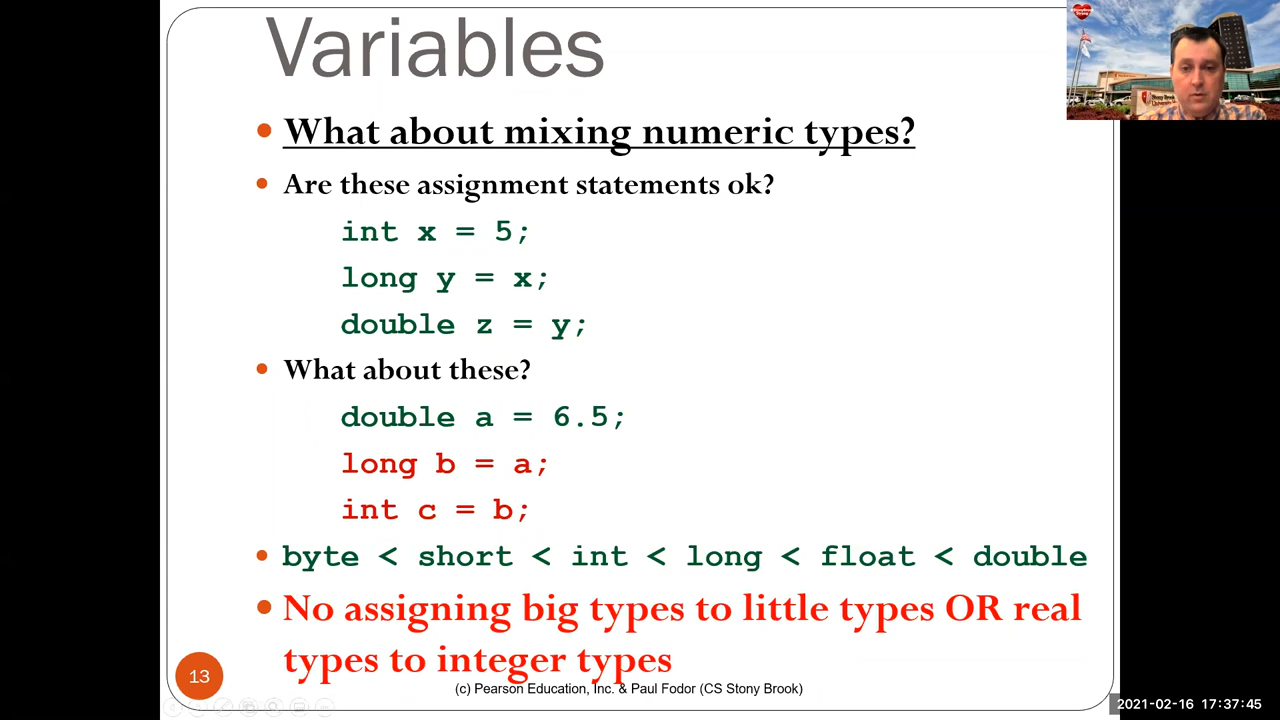 Variables
What about mixing numeric types?
Are these assignment statements ok?
int x = 5;
long y = x;
double z = y;
What about these?
double a = 6.5;
long b = a;
int c = b;
byte < short < int < long < float < double
No assigning big types to little types OR real
types to integer types
13
(c) Pearson Education, Inc. & Paul Fodor (CS Stony Brook)
2021-02-16 17:37:45